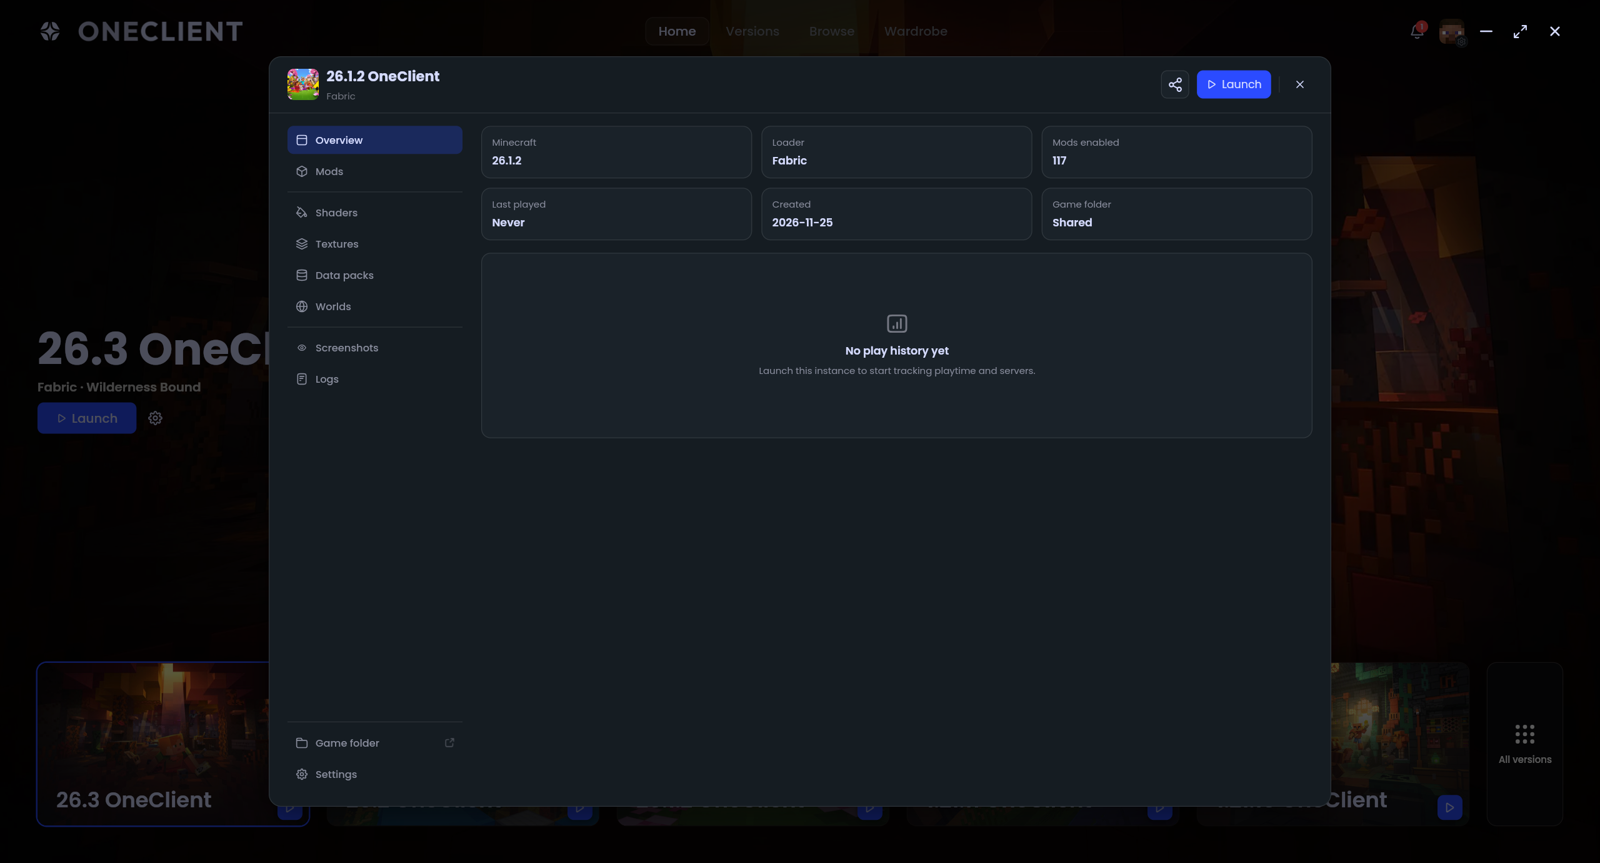 ONECLIENT
Home
Versions
Browse
Wardrobe
1
26.1.2 OneClient
Fabric
Launch
Overview
Mods
Shaders
Textures
Data packs
Worlds
Screenshots
Logs
Game folder
Settings
Minecraft
26.1.2
Loader
Fabric
Mods enabled
117
Last played
Never
Created
2026-11-25
Game folder
Shared
No play history yet
Launch this instance to start tracking playtime and servers.
26.3 OneCl
Fabric · Wilderness Bound
Launch
26.3 OneClient
Client
All versions